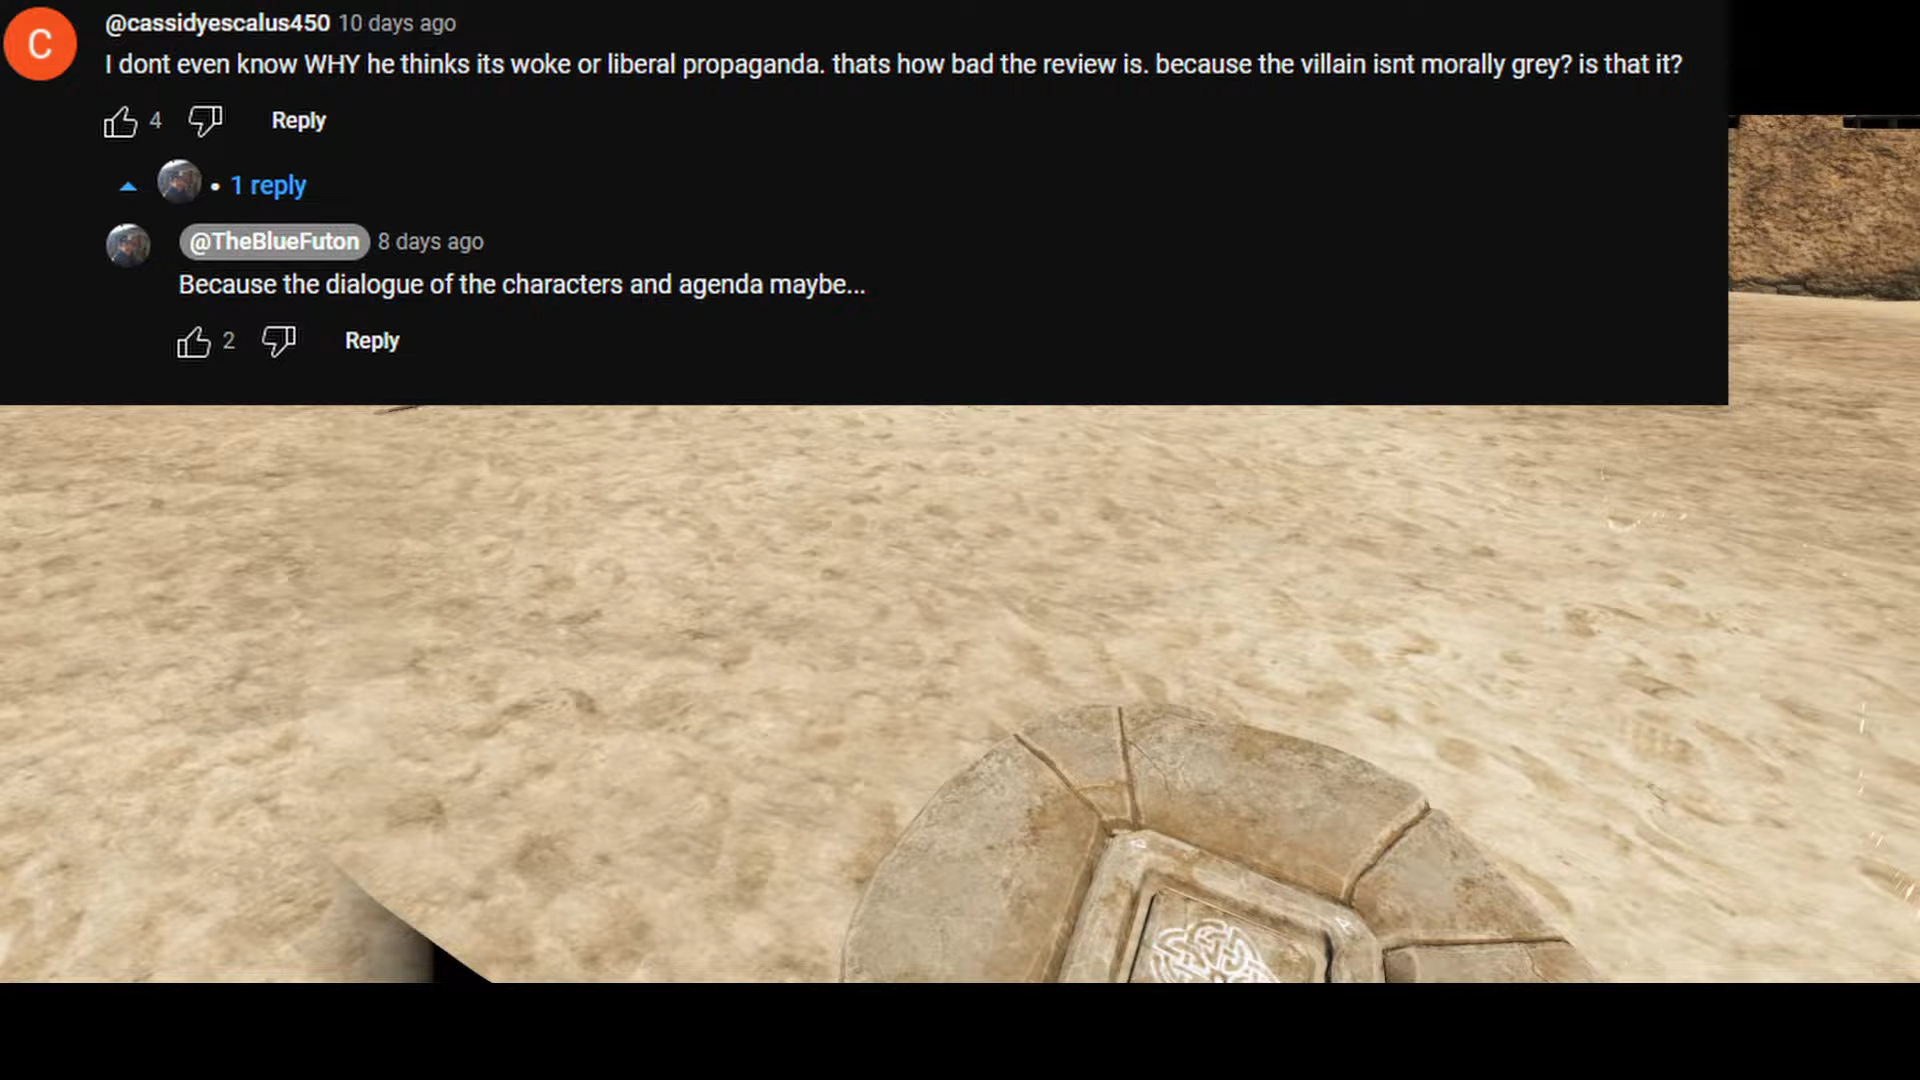 @cassidyescalus450 10 days ago
I dont even know WHY he thinks its woke or liberal propaganda. thats how bad the review is. because the villain isnt morally grey? is that it?
4 Reply
• 1 reply
@TheBlueFuton 8 days ago
Because the dialogue of the characters and agenda maybe...
2 Reply
C